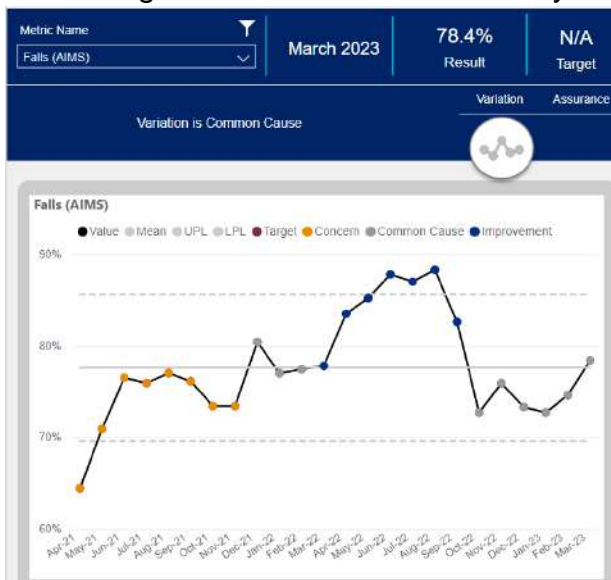 Metric Name
Falls (AIMS)
March 2023
78.4%
Result
N/A
Target
Variation is Common Cause
Variation
Assurance
Falls (AIMS)
Value Mean UPL LPL Target Concern Common Cause Improvement
90%
80%
70%
60%
Apr-21 May-21 Jun-21 Jul-21 Aug-21 Sep-21 Oct-21 Nov-21 Dec-21 Jan-22 Feb-22 Mar-22 Apr-22 May-22 Jun-22 Jul-22 Aug-22 Sep-22 Oct-22 Nov-22 Dec-22 Jan-23 Feb-23 Mar-23